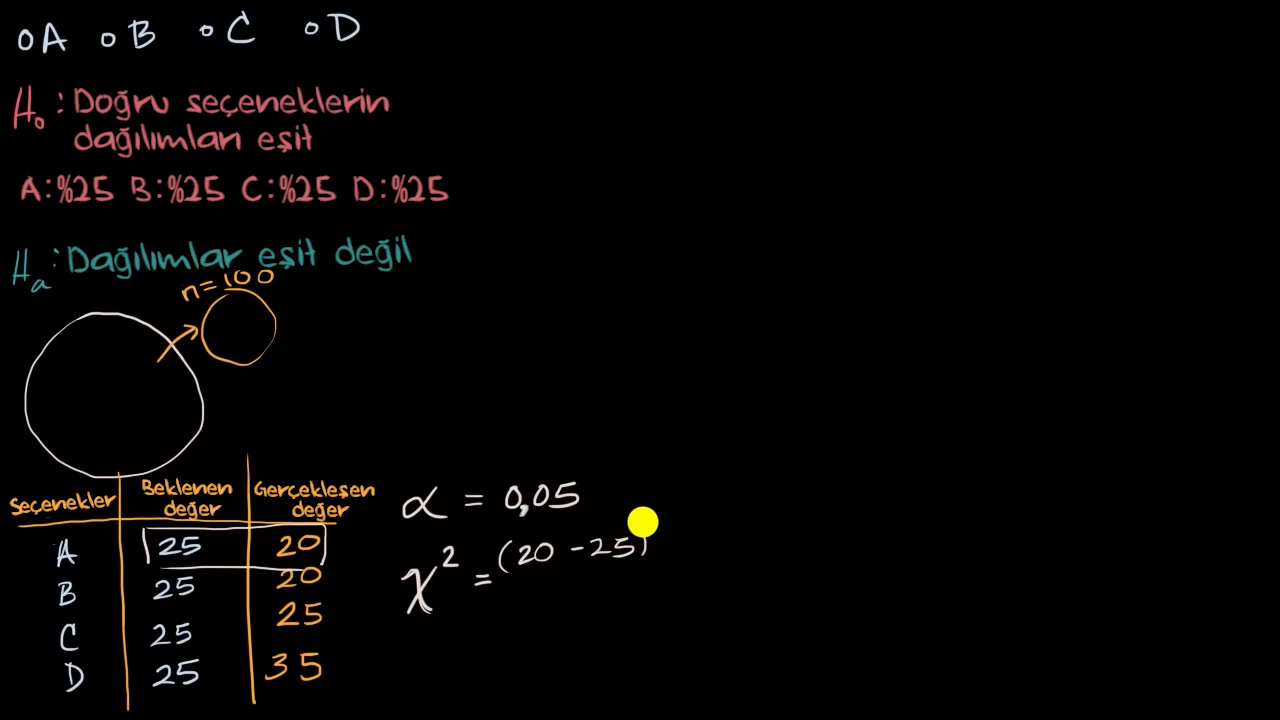 A B C D
H₀ : Doğru seçeneklerin
dağılımları eşit
A:%25 B:%25 C:%25 D:%25
Hₐ : Dağılımlar eşit değil
n=100
Seçenekler Beklenen değer Gerçekleşen değer
A 25 20
B 25 20
C 25 25
D 25 35
α = 0,05
χ² = (20 - 25)